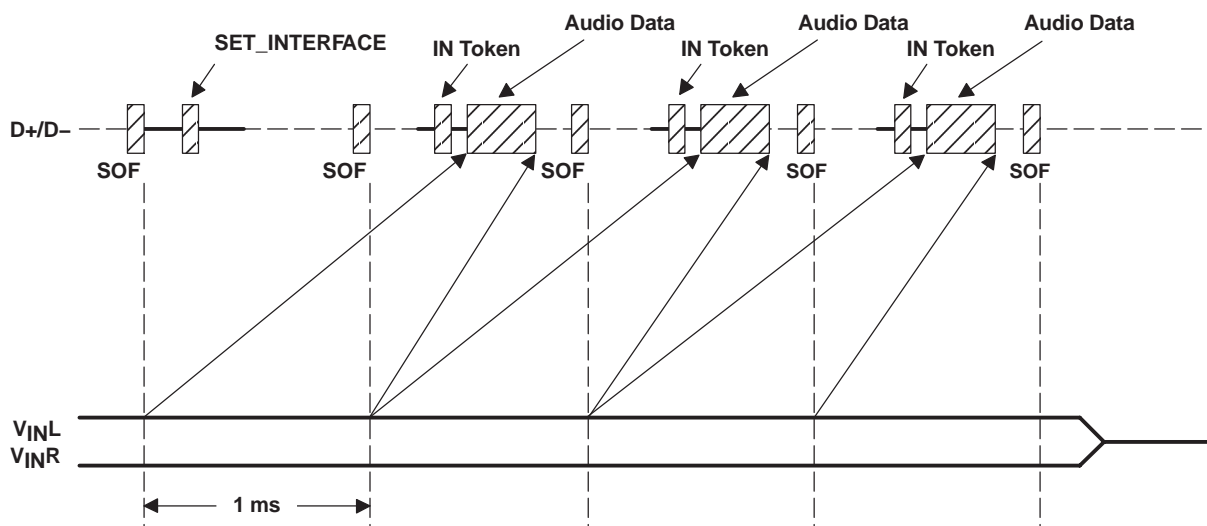 Audio Data
Audio Data
Audio Data
SET_INTERFACE
IN Token
IN Token
IN Token
D+/D–
SOF
SOF
SOF
SOF
SOF
VINL
VINR
1 ms